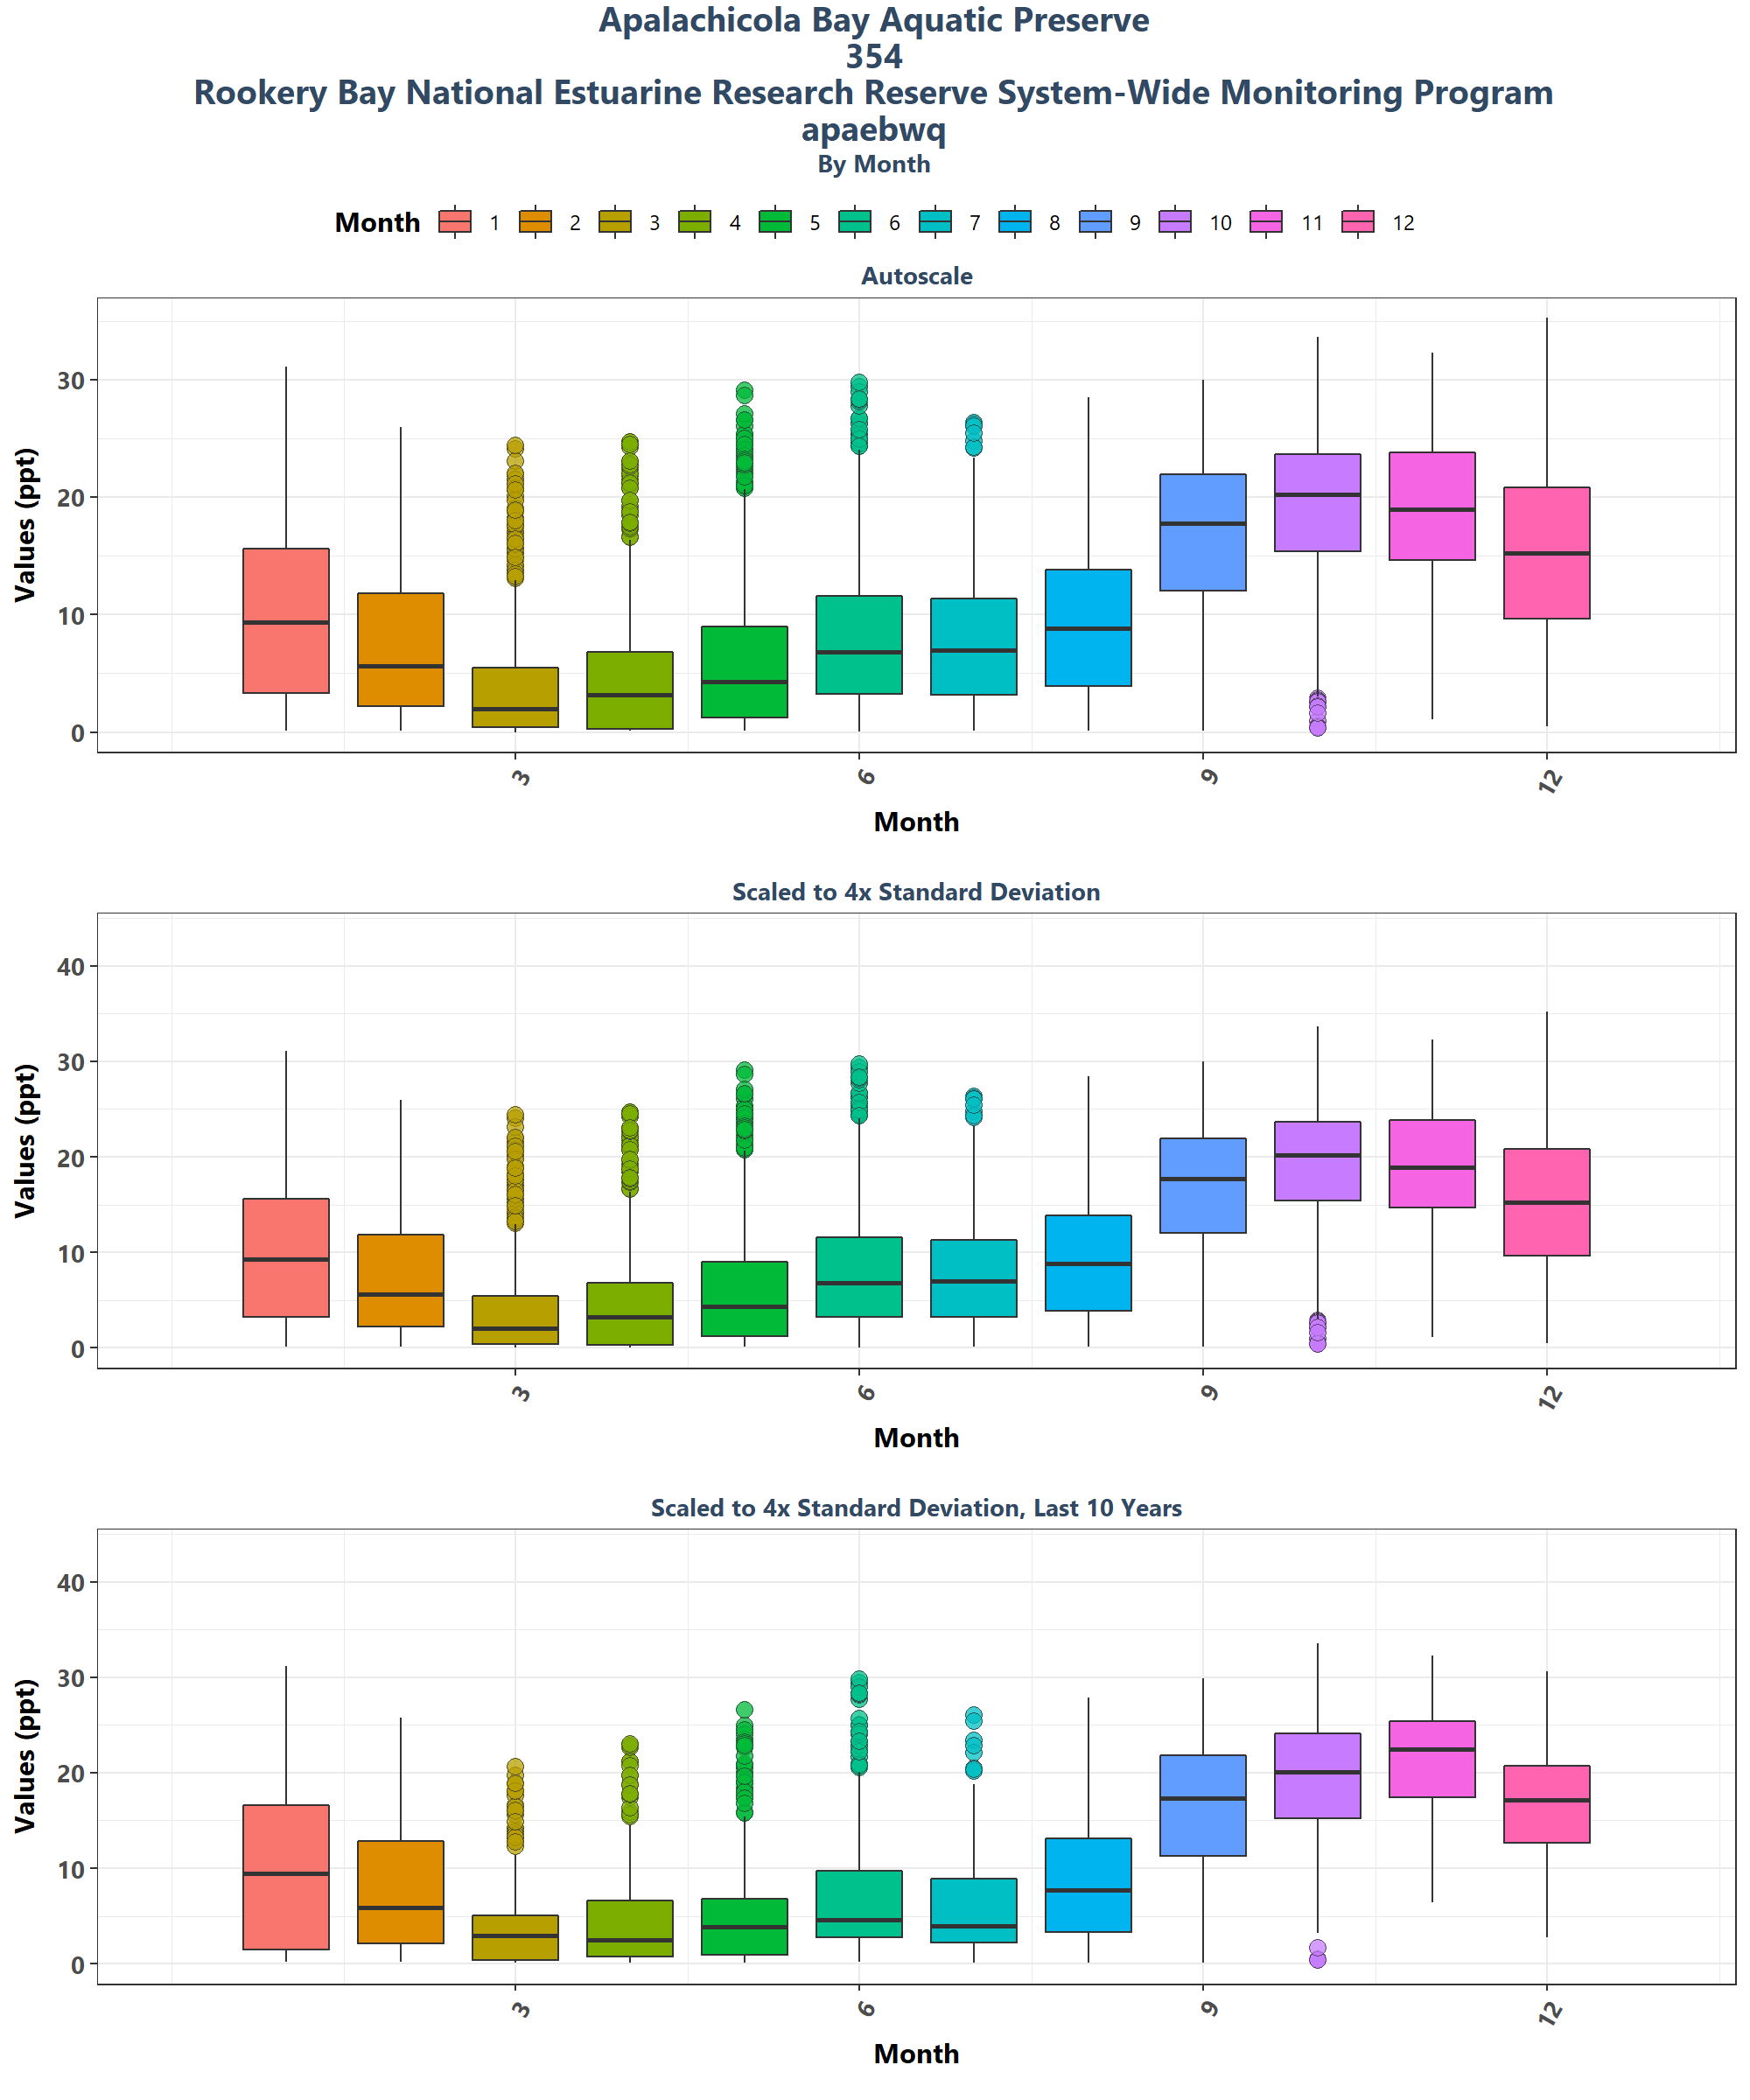 Apalachicola Bay Aquatic Preserve
354
Rookery Bay National Estuarine Research Reserve System-Wide Monitoring Program
apaebwq
By Month
Month 1 2 3 4 5 6 7 8 9 10 11 12
Autoscale
Values (ppt)
30
20
10
0
3 6 9 12
Month
Scaled to 4x Standard Deviation
Values (ppt)
40
30
20
10
0
3 6 9 12
Month
Scaled to 4x Standard Deviation, Last 10 Years
Values (ppt)
40
30
20
10
0
3 6 9 12
Month